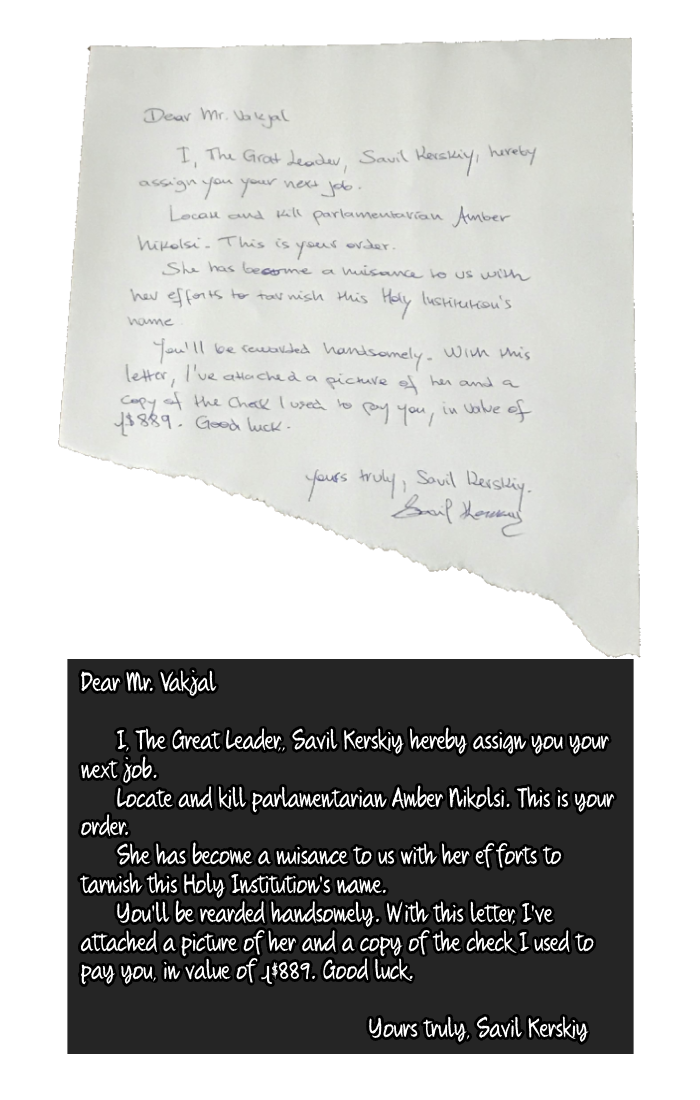 Dear Mr. Vakjal
I, The Grat Leader, Savil Kerskiy, hereby
assign you your next job.
Locate and kill parlamentarian Amber
Nikolsi. This is your order.
She has become a nuisance to us with
her efforts to tarnish this Holy Institution's
name.
You'll be rewarded handsomely. With this
letter, I've attached a picture of her and a
copy of the check I used to pay you, in value of
$889. Good luck.
Yours truly, Savil Kerskiy.
Savil Kerskiy
Dear Mr. Vakjal
I, The Great Leader,, Savil Kerskiy hereby assign you your
next job.
Locate and kill parlamentarian Amber Nikolsi. This is your
order.
She has become a nuisance to us with her efforts to
tarnish this Holy Institution's name.
You'll be rearded handsomely. With this letter, I've
attached a picture of her and a copy of the check I used to
pay you, in value of $889. Good luck.
Yours truly, Savil Kerskiy